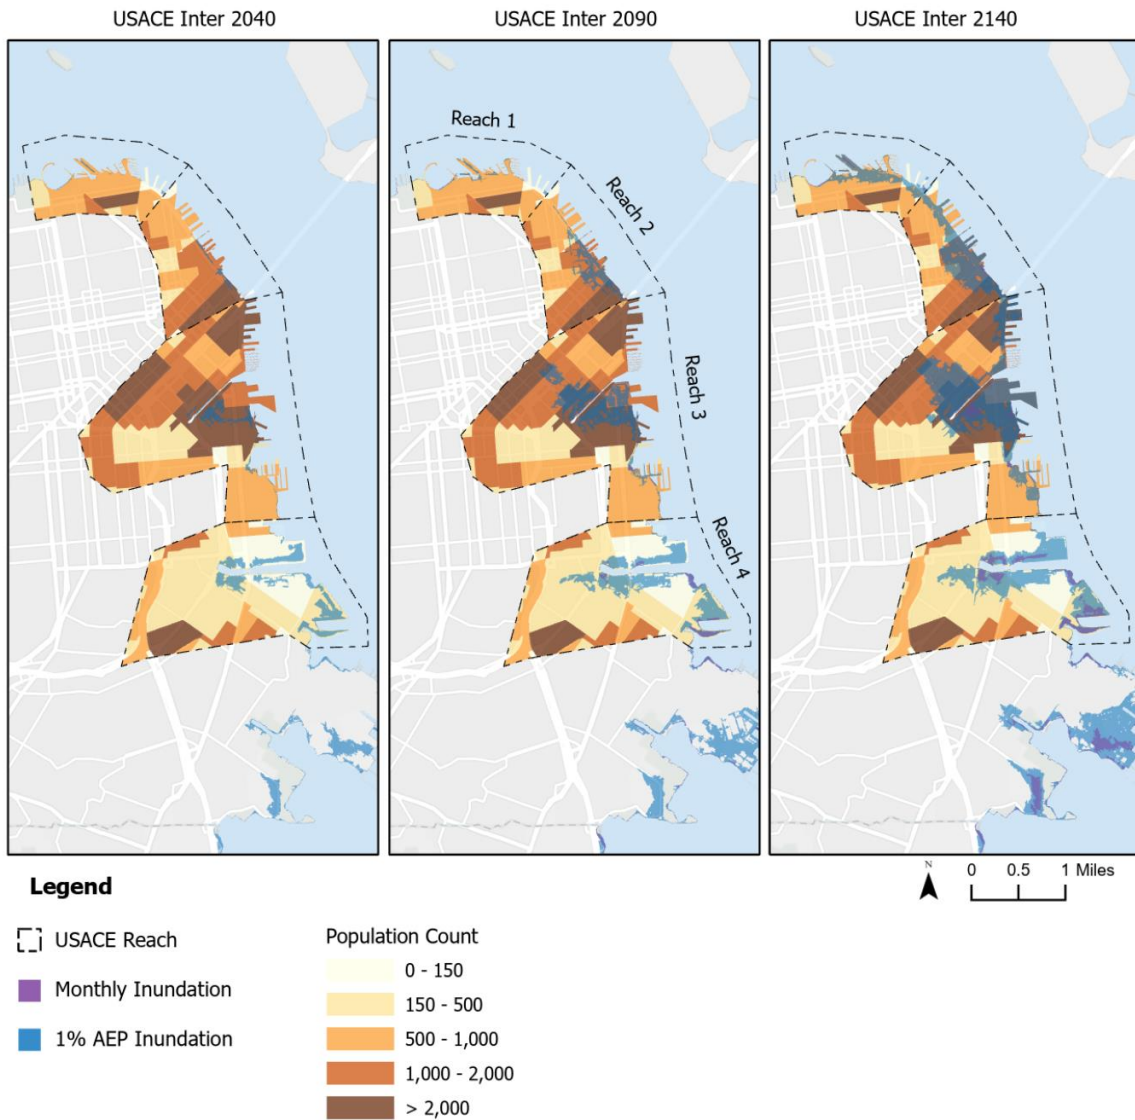 USACE Inter 2040
USACE Inter 2090
USACE Inter 2140
Reach 1
Reach 2
Reach 3
Reach 4
N
0 0.5 1 Miles
Legend
USACE Reach
Monthly Inundation
1% AEP Inundation
Population Count
0 - 150
150 - 500
500 - 1,000
1,000 - 2,000
> 2,000